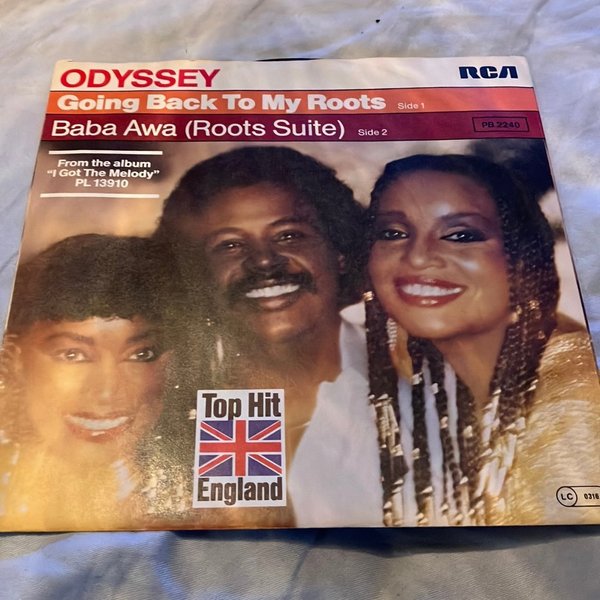 ODYSSEY
RCA
Going Back To My Roots Side 1
Baba Awa (Roots Suite) Side 2
PB 2240
From the album
"I Got The Melody"
PL 13910
Top Hit
England
LC 0316